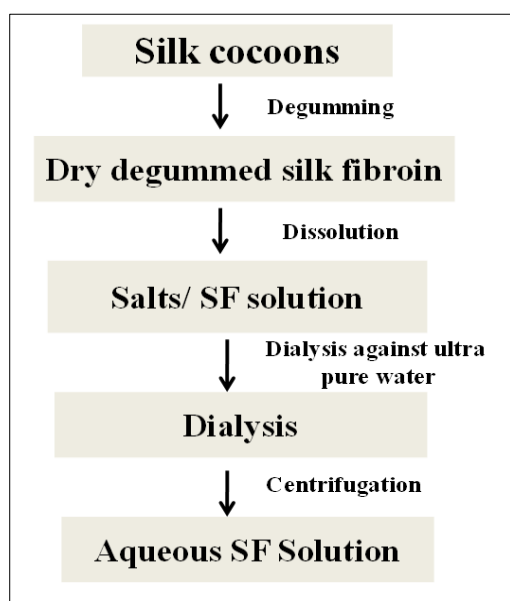 Silk cocoons
Degumming
Dry degummed silk fibroin
Dissolution
Salts/ SF solution
Dialysis against ultra
pure water
Dialysis
Centrifugation
Aqueous SF Solution